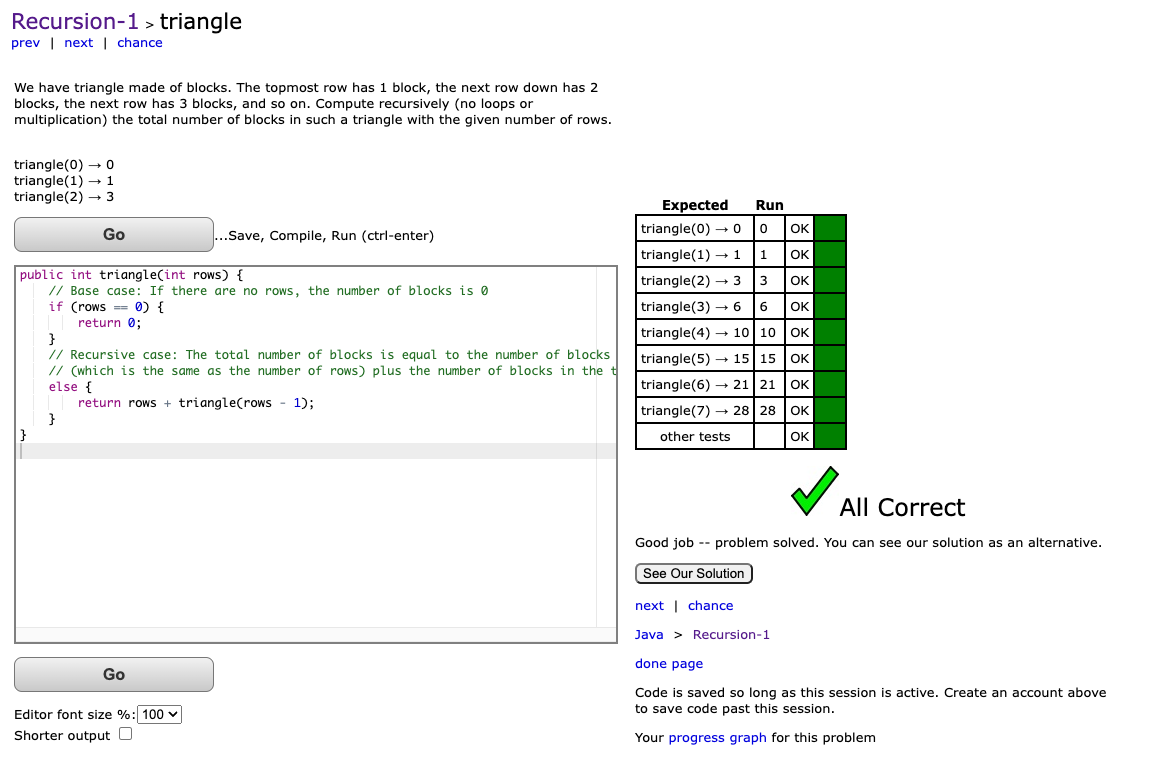 Recursion-1 > triangle
prev | next | chance
We have triangle made of blocks. The topmost row has 1 block, the next row down has 2
blocks, the next row has 3 blocks, and so on. Compute recursively (no loops or
multiplication) the total number of blocks in such a triangle with the given number of rows.
triangle(0) → 0
triangle(1) → 1
triangle(2) → 3
Go ...Save, Compile, Run (ctrl-enter)
public int triangle(int rows) {
    // Base case: If there are no rows, the number of blocks is 0
    if (rows == 0) {
        return 0;
    }
    // Recursive case: The total number of blocks is equal to the number of blocks
    // (which is the same as the number of rows) plus the number of blocks in the t
    else {
        return rows + triangle(rows - 1);
    }
}
Go
Editor font size %: 100
Shorter output
Expected Run
triangle(0) → 0 0 OK
triangle(1) → 1 1 OK
triangle(2) → 3 3 OK
triangle(3) → 6 6 OK
triangle(4) → 10 10 OK
triangle(5) → 15 15 OK
triangle(6) → 21 21 OK
triangle(7) → 28 28 OK
other tests OK
All Correct
Good job -- problem solved. You can see our solution as an alternative.
See Our Solution
next | chance
Java > Recursion-1
done page
Code is saved so long as this session is active. Create an account above
to save code past this session.
Your progress graph for this problem